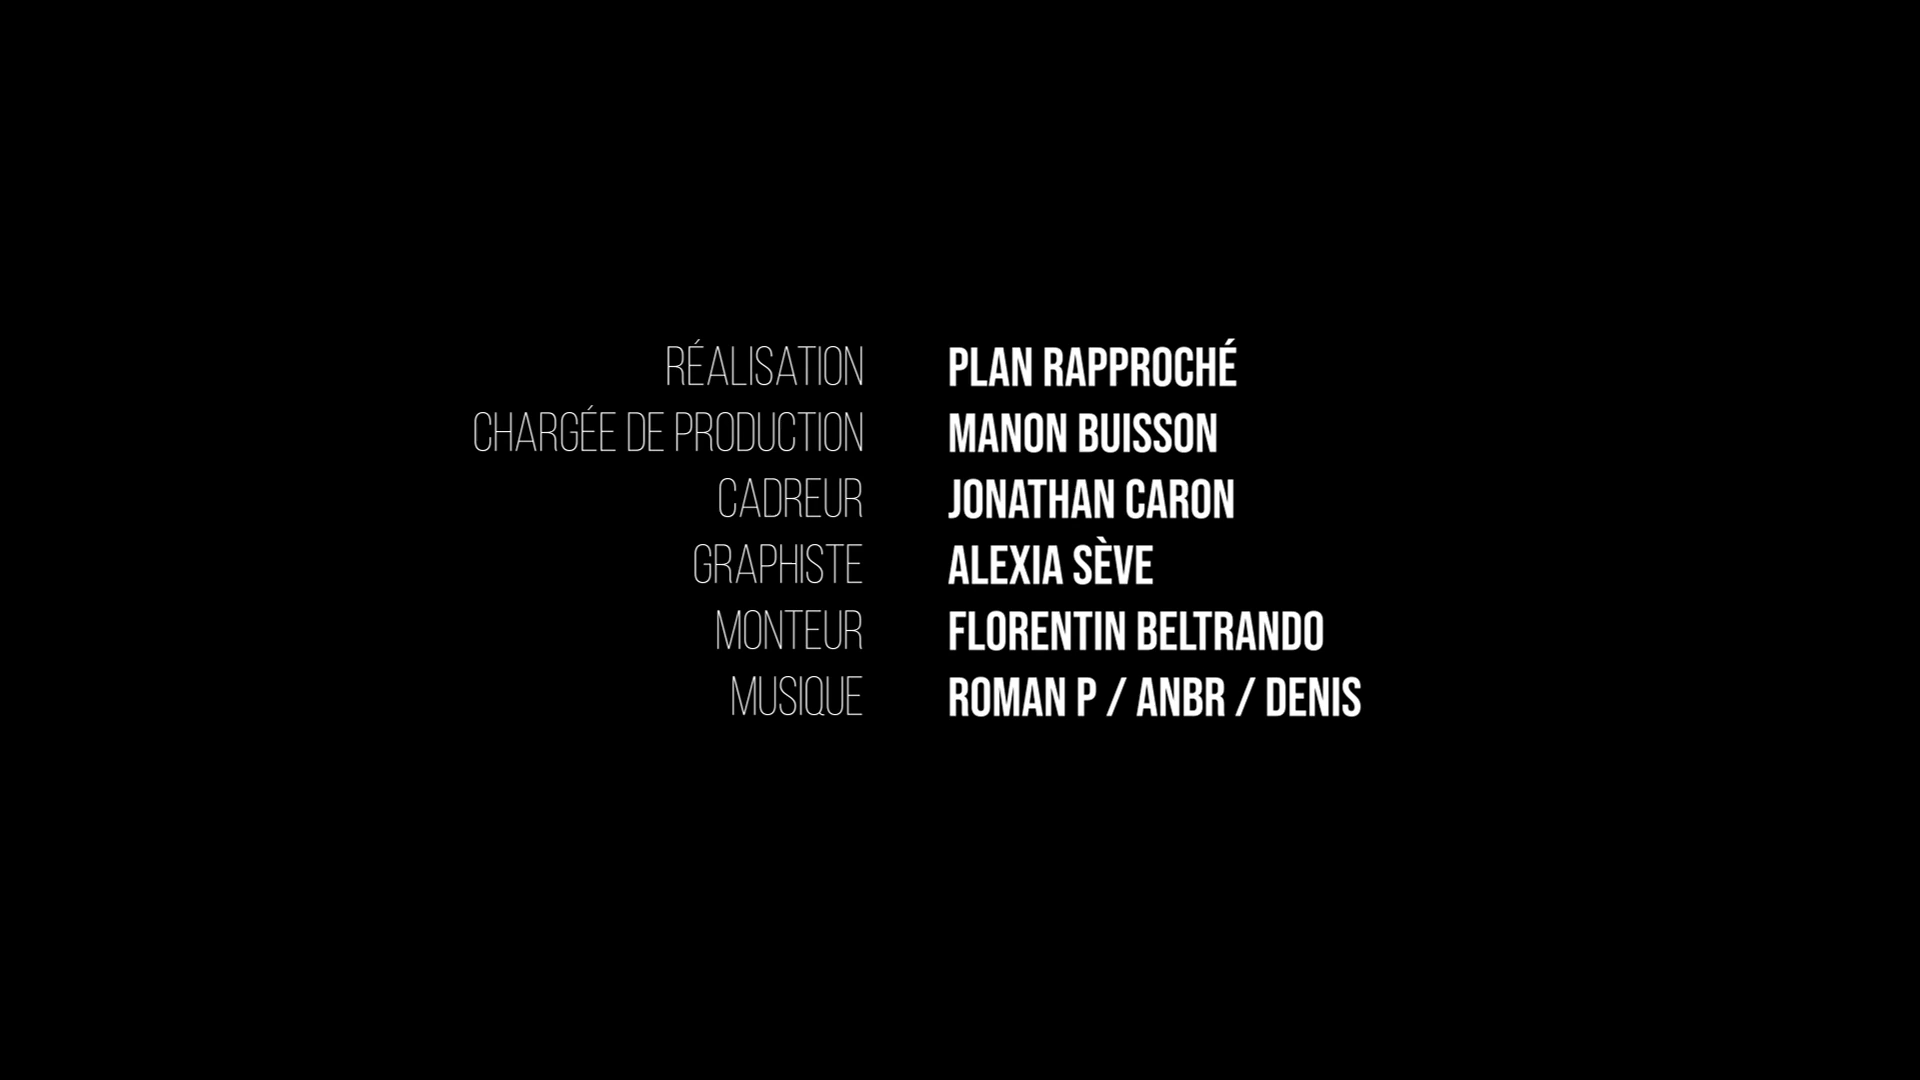 RÉALISATION PLAN RAPPROCHÉ
CHARGÉE DE PRODUCTION MANON BUISSON
CADREUR JONATHAN CARON
GRAPHISTE ALEXIA SÈVE
MONTEUR FLORENTIN BELTRANDO
MUSIQUE ROMAN P / ANBR / DENIS